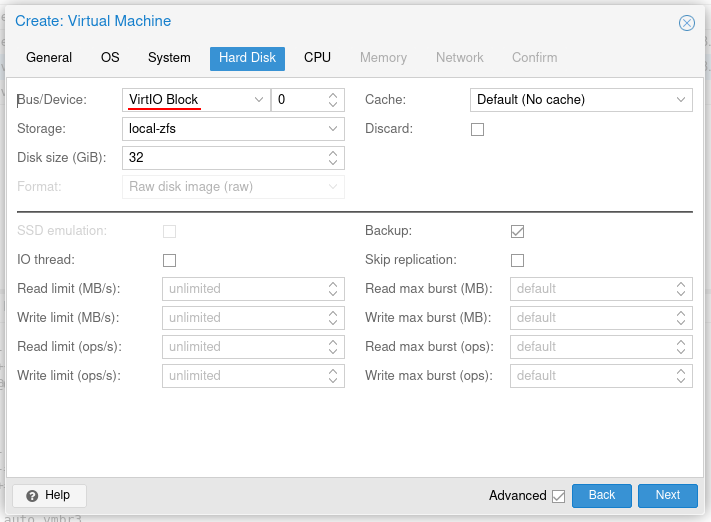 Create: Virtual Machine
General OS System Hard Disk CPU Memory Network Confirm
Bus/Device: VirtIO Block 0 Cache: Default (No cache)
Storage: local-zfs Discard:
Disk size (GiB): 32
Format: Raw disk image (raw)
SSD emulation: Backup:
IO thread: Skip replication:
Read limit (MB/s): unlimited Read max burst (MB): default
Write limit (MB/s): unlimited Write max burst (MB): default
Read limit (ops/s): unlimited Read max burst (ops): default
Write limit (ops/s): unlimited Write max burst (ops): default
Help Advanced Back Next
auto vmbr3